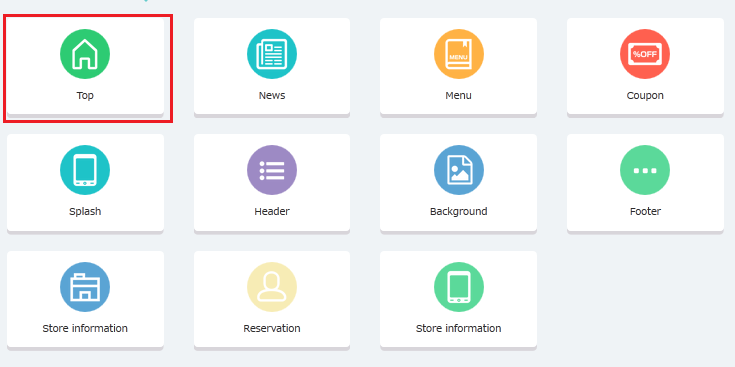 MENU
%OFF
Top
News
Menu
Coupon
Splash
Header
Background
Footer
Store information
Reservation
Store information